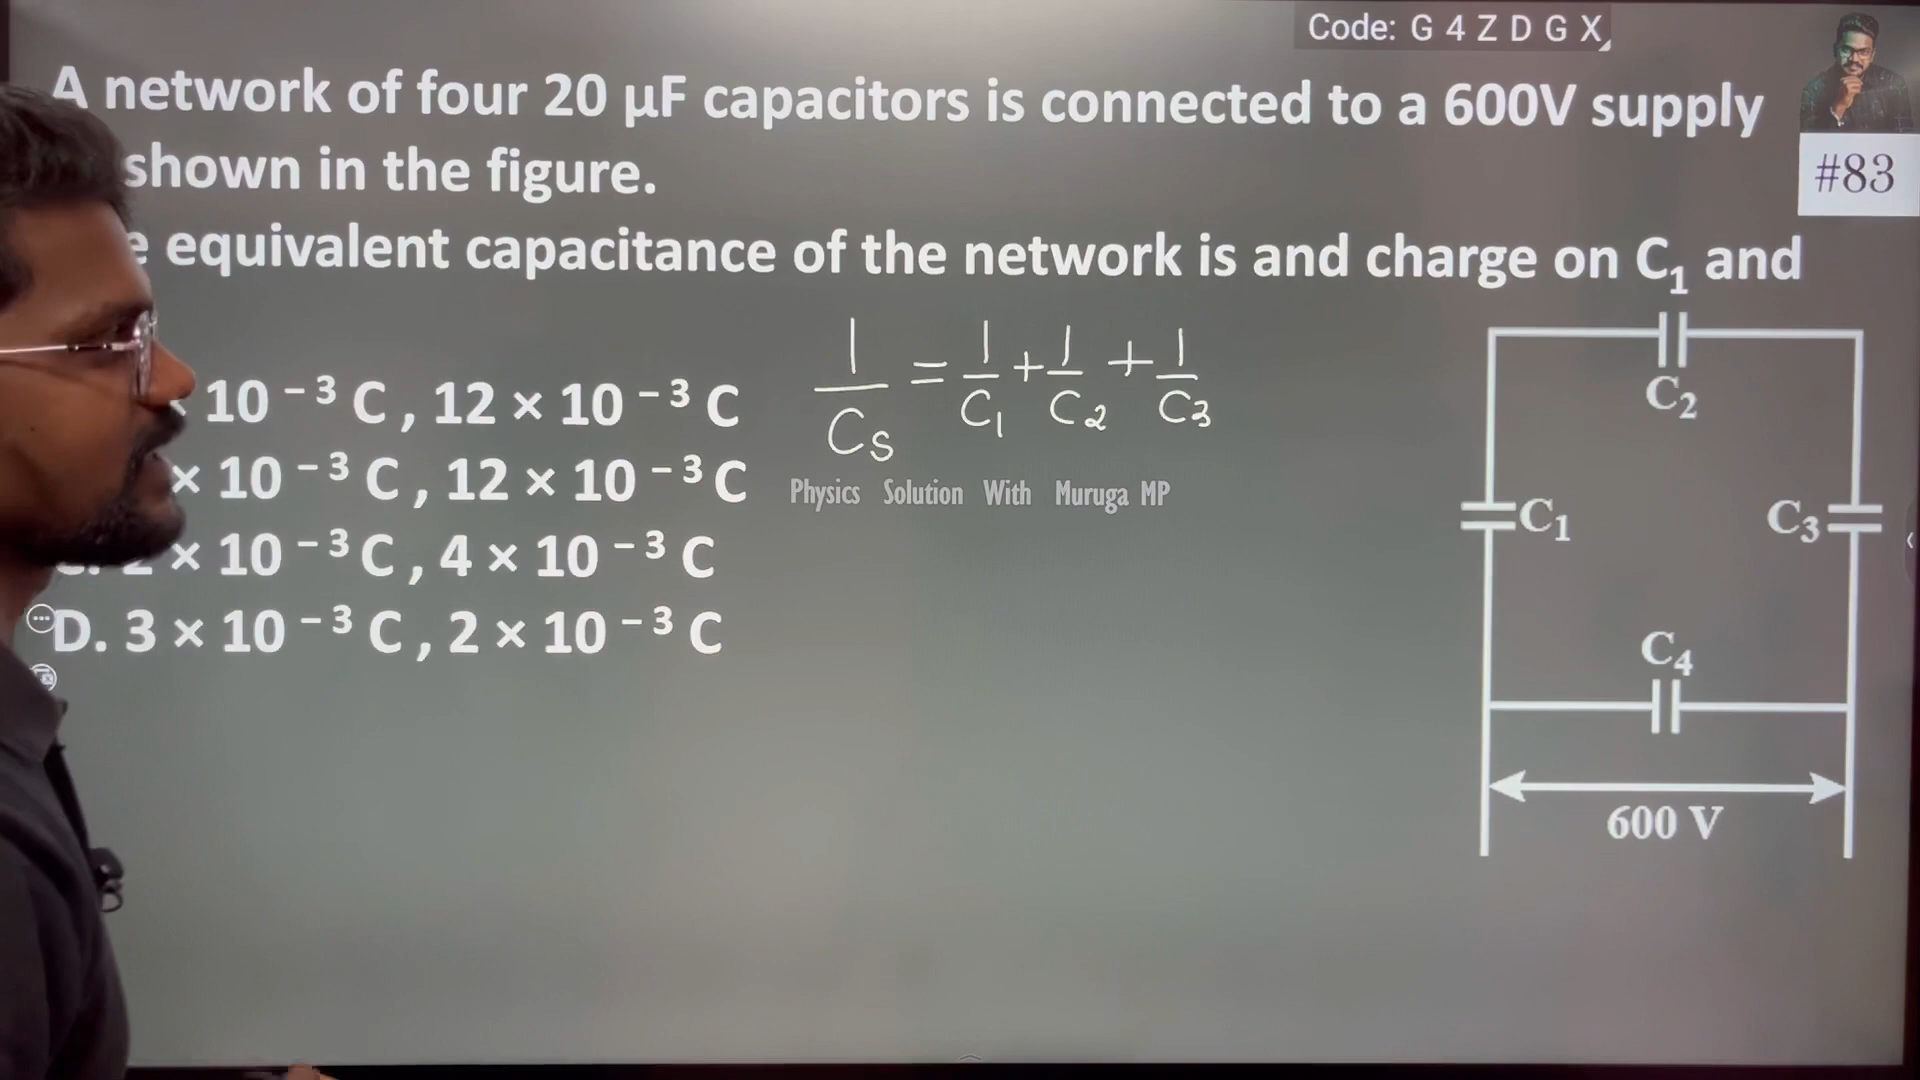 Code: G 4 Z D G X
A network of four 20 μF capacitors is connected to a 600V supply
shown in the figure.
#83
equivalent capacitance of the network is and charge on C₁ and
10 ⁻³ C , 12 × 10 ⁻³ C
× 10 ⁻³ C , 12 × 10 ⁻³ C
× 10 ⁻³ C , 4 × 10 ⁻³ C
D. 3 × 10 ⁻³ C , 2 × 10 ⁻³ C
1/Cs = 1/C₁ + 1/C₂ + 1/C₃
Physics Solution With Muruga MP
C₂
C₁
C₃
C₄
600 V